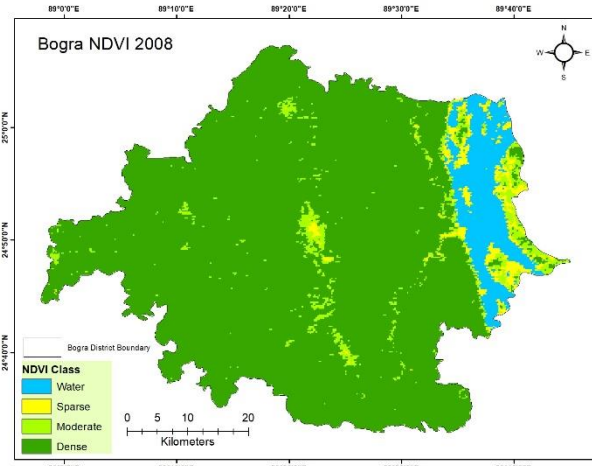 89°0'0"E 89°10'0"E 89°20'0"E 89°30'0"E 89°40'0"E
Bogra NDVI 2008
N
W E
S
25°0'0"N
24°50'0"N
24°40'0"N
Bogra District Boundary
NDVI Class
Water
Sparse
Moderate
Dense
0 5 10 15 20
Kilometers